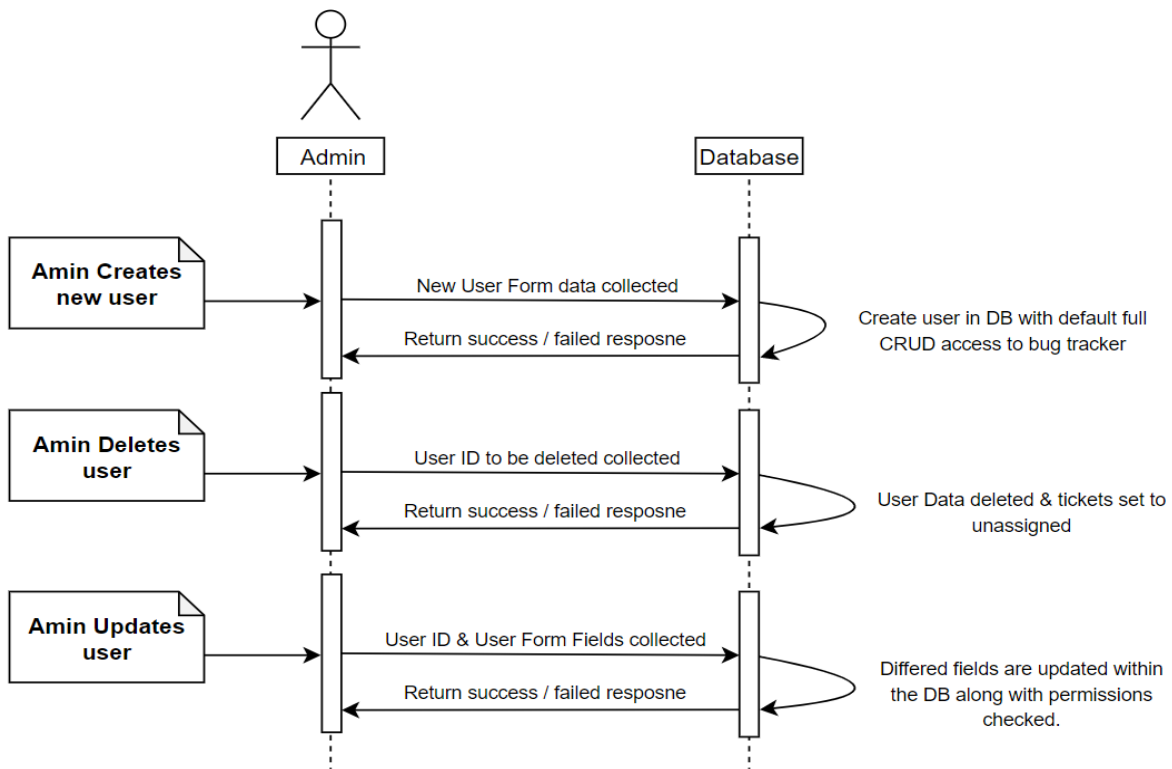 Admin
Database
Amin Creates
new user
New User Form data collected
Create user in DB with default full
CRUD access to bug tracker
Return success / failed resposne
Amin Deletes
user
User ID to be deleted collected
User Data deleted & tickets set to
unassigned
Return success / failed resposne
Amin Updates
user
User ID & User Form Fields collected
Differed fields are updated within
the DB along with permissions
checked.
Return success / failed resposne